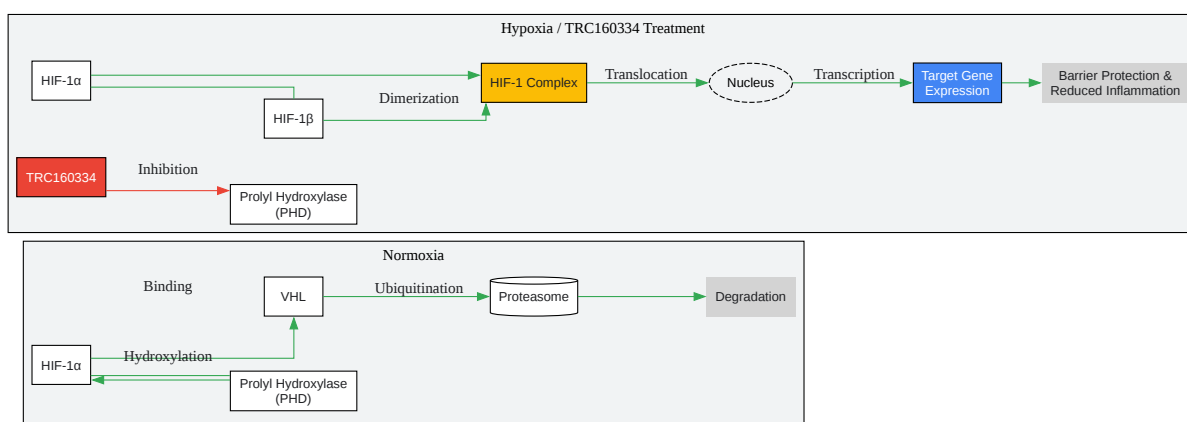 Hypoxia / TRC160334 Treatment
HIF-1α
HIF-1β
Dimerization
HIF-1 Complex
Translocation
Nucleus
Transcription
Target Gene
Expression
Barrier Protection &
Reduced Inflammation
TRC160334
Inhibition
Prolyl Hydroxylase
(PHD)
Normoxia
Binding
VHL
Ubiquitination
Proteasome
Degradation
HIF-1α
Hydroxylation
Prolyl Hydroxylase
(PHD)